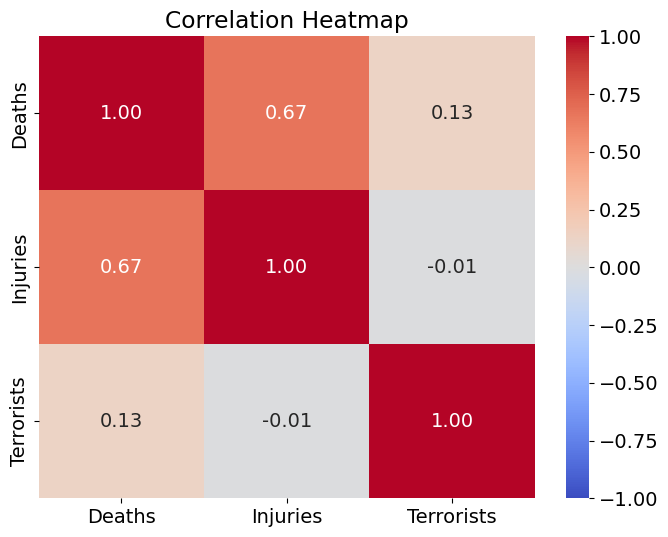 Correlation Heatmap
Deaths
1.00 0.67 0.13
Injuries
0.67 1.00 -0.01
Terrorists
0.13 -0.01 1.00
Deaths Injuries Terrorists
1.00
0.75
0.50
0.25
0.00
−0.25
−0.50
−0.75
−1.00